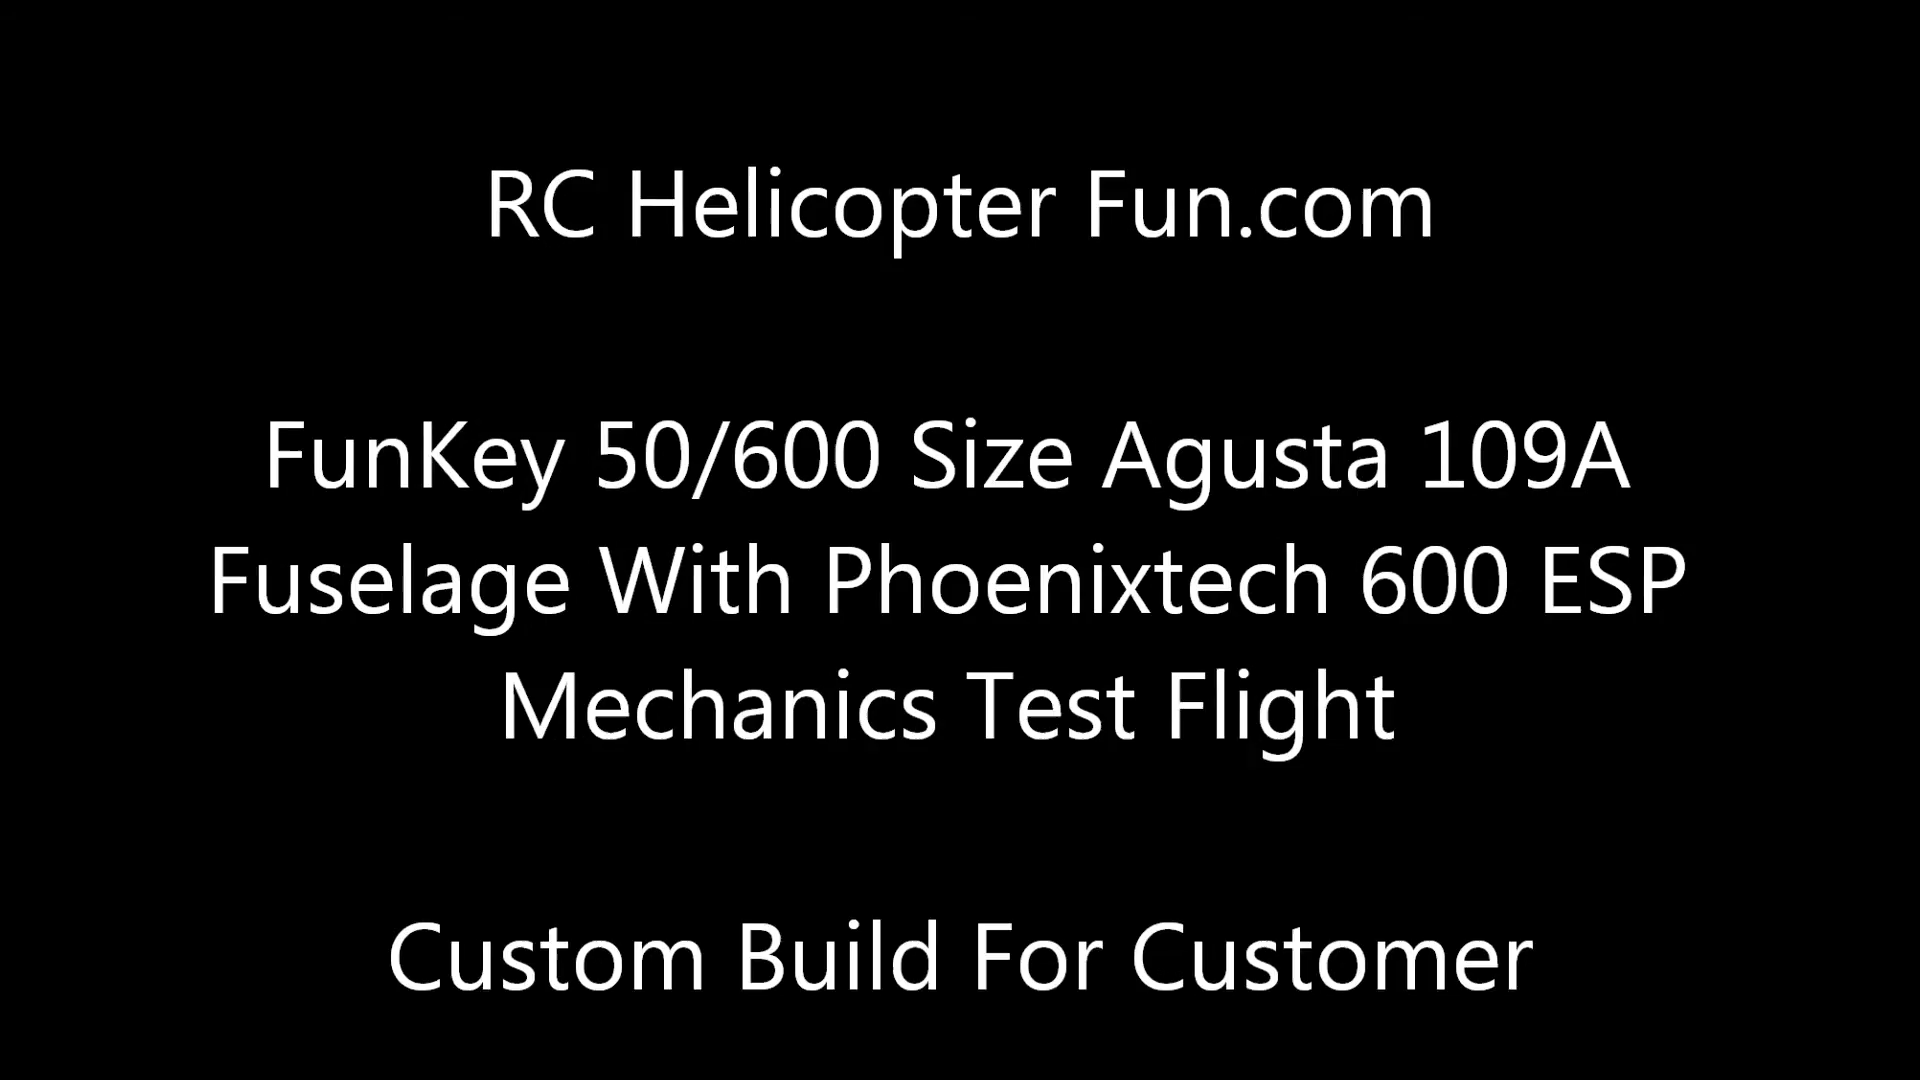 RC Helicopter Fun.com
FunKey 50/600 Size Agusta 109A
Fuselage With Phoenixtech 600 ESP
Mechanics Test Flight
Custom Build For Customer